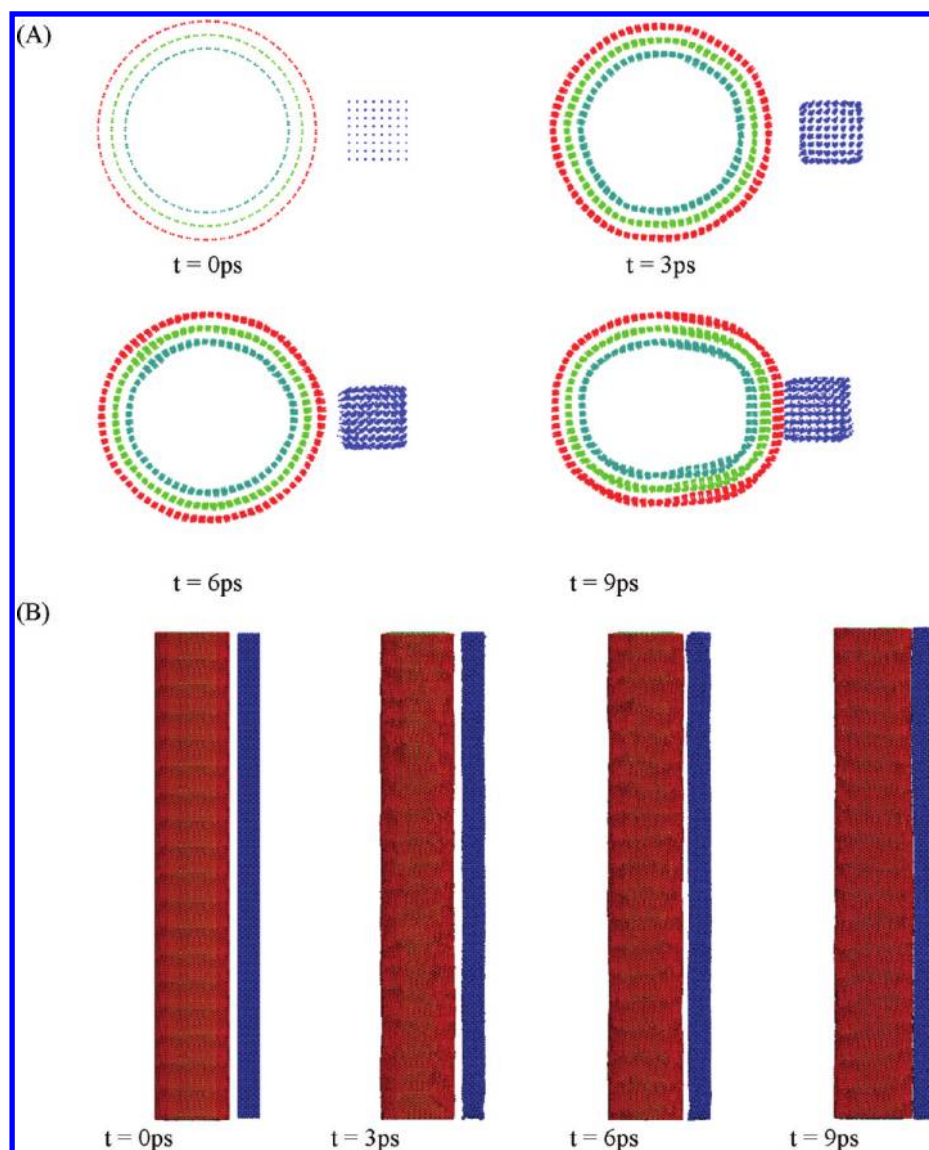 (A)
t = 0ps
t = 3ps
t = 6ps
t = 9ps
(B)
t = 0ps
t = 3ps
t = 6ps
t = 9ps